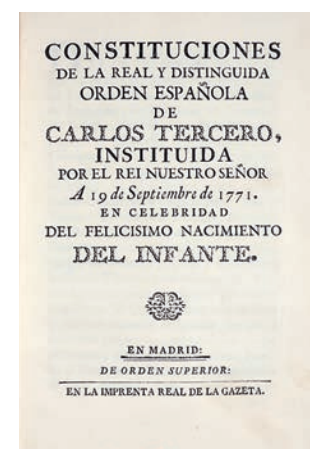 CONSTITUCIONES
DE LA REAL Y DISTINGUIDA
ORDEN ESPAÑOLA
DE
CARLOS TERCERO,
INSTITUIDA
POR EL REI NUESTRO SEÑOR
A 19 de Septiembre de 1771.
EN CELEBRIDAD
DEL FELICISIMO NACIMIENTO
DEL INFANTE.
EN MADRID:
DE ORDEN SUPERIOR:
EN LA IMPRENTA REAL DE LA GAZETA.